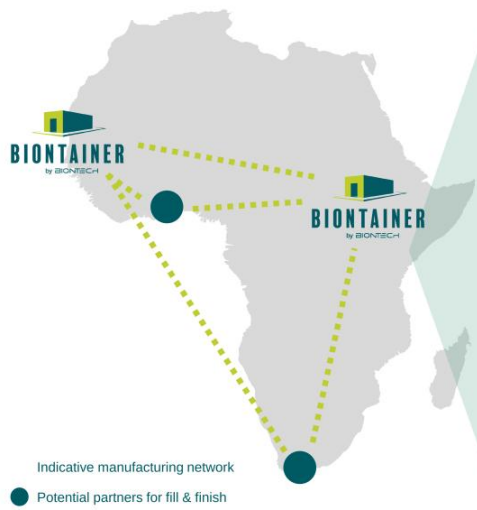 BIONTAINER
by BIONTECH
BIONTAINER
by BIONTECH
Indicative manufacturing network
Potential partners for fill & finish